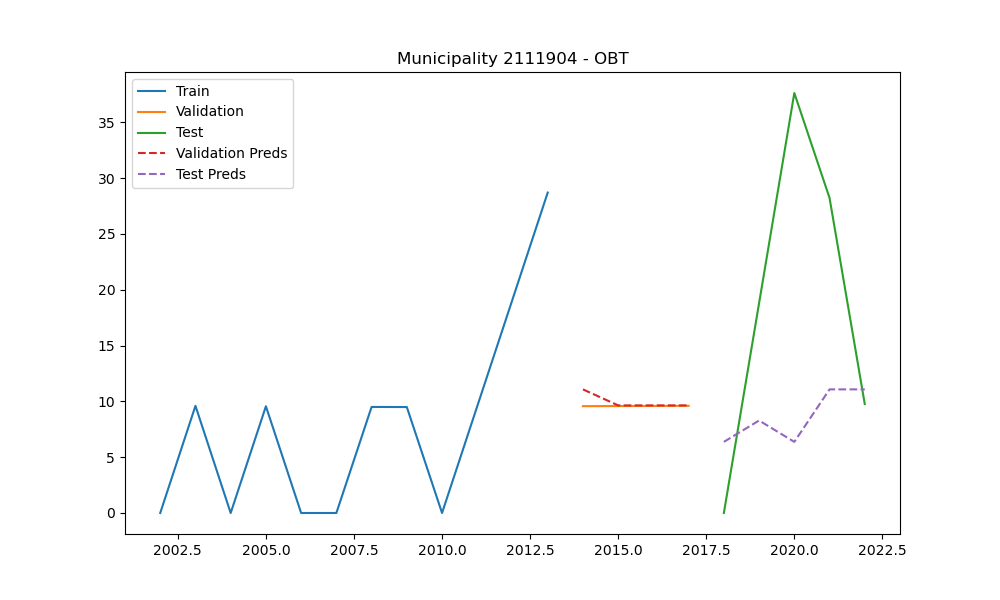 Municipality 2111904 - OBT
Train
Validation
Test
Validation Preds
Test Preds
35
30
25
20
15
10
5
0
2002.5 2005.0 2007.5 2010.0 2012.5 2015.0 2017.5 2020.0 2022.5